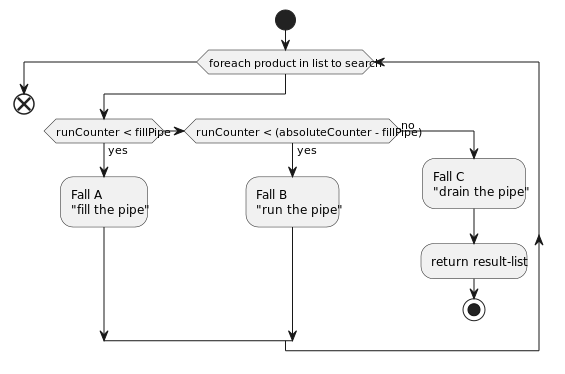 foreach product in list to search
runCounter < fillPipe
runCounter < (absoluteCounter - fillPipe)
no
yes
yes
Fall A
"fill the pipe"
Fall B
"run the pipe"
Fall C
"drain the pipe"
return result-list